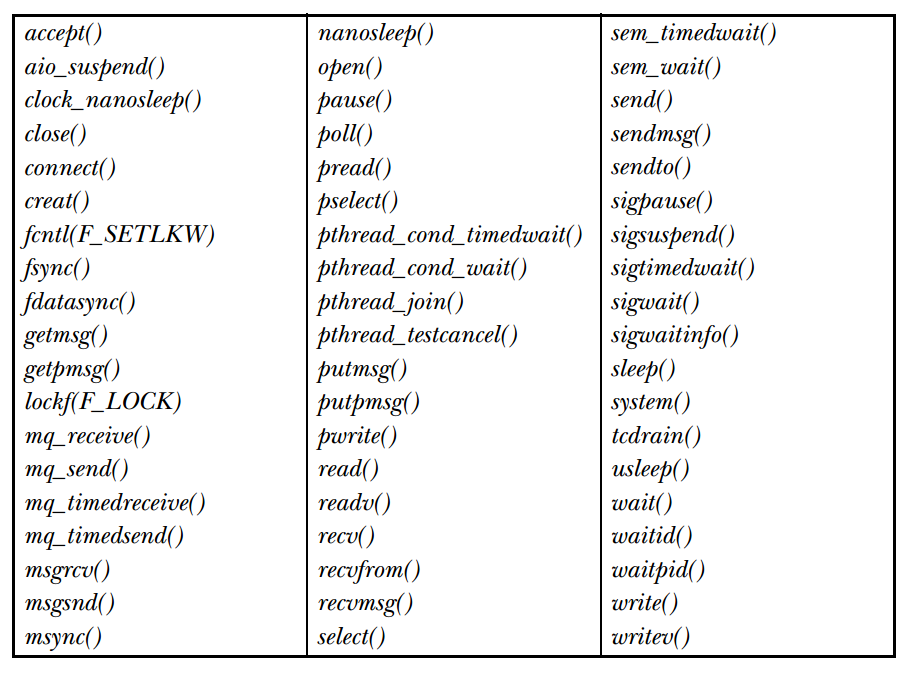 accept()
aio_suspend()
clock_nanosleep()
close()
connect()
creat()
fcntl(F_SETLKW)
fsync()
fdatasync()
getmsg()
getpmsg()
lockf(F_LOCK)
mq_receive()
mq_send()
mq_timedreceive()
mq_timedsend()
msgrcv()
msgsnd()
msync()
nanosleep()
open()
pause()
poll()
pread()
pselect()
pthread_cond_timedwait()
pthread_cond_wait()
pthread_join()
pthread_testcancel()
putmsg()
putpmsg()
pwrite()
read()
readv()
recv()
recvfrom()
recvmsg()
select()
sem_timedwait()
sem_wait()
send()
sendmsg()
sendto()
sigpause()
sigsuspend()
sigtimedwait()
sigwait()
sigwaitinfo()
sleep()
system()
tcdrain()
usleep()
wait()
waitid()
waitpid()
write()
writev()